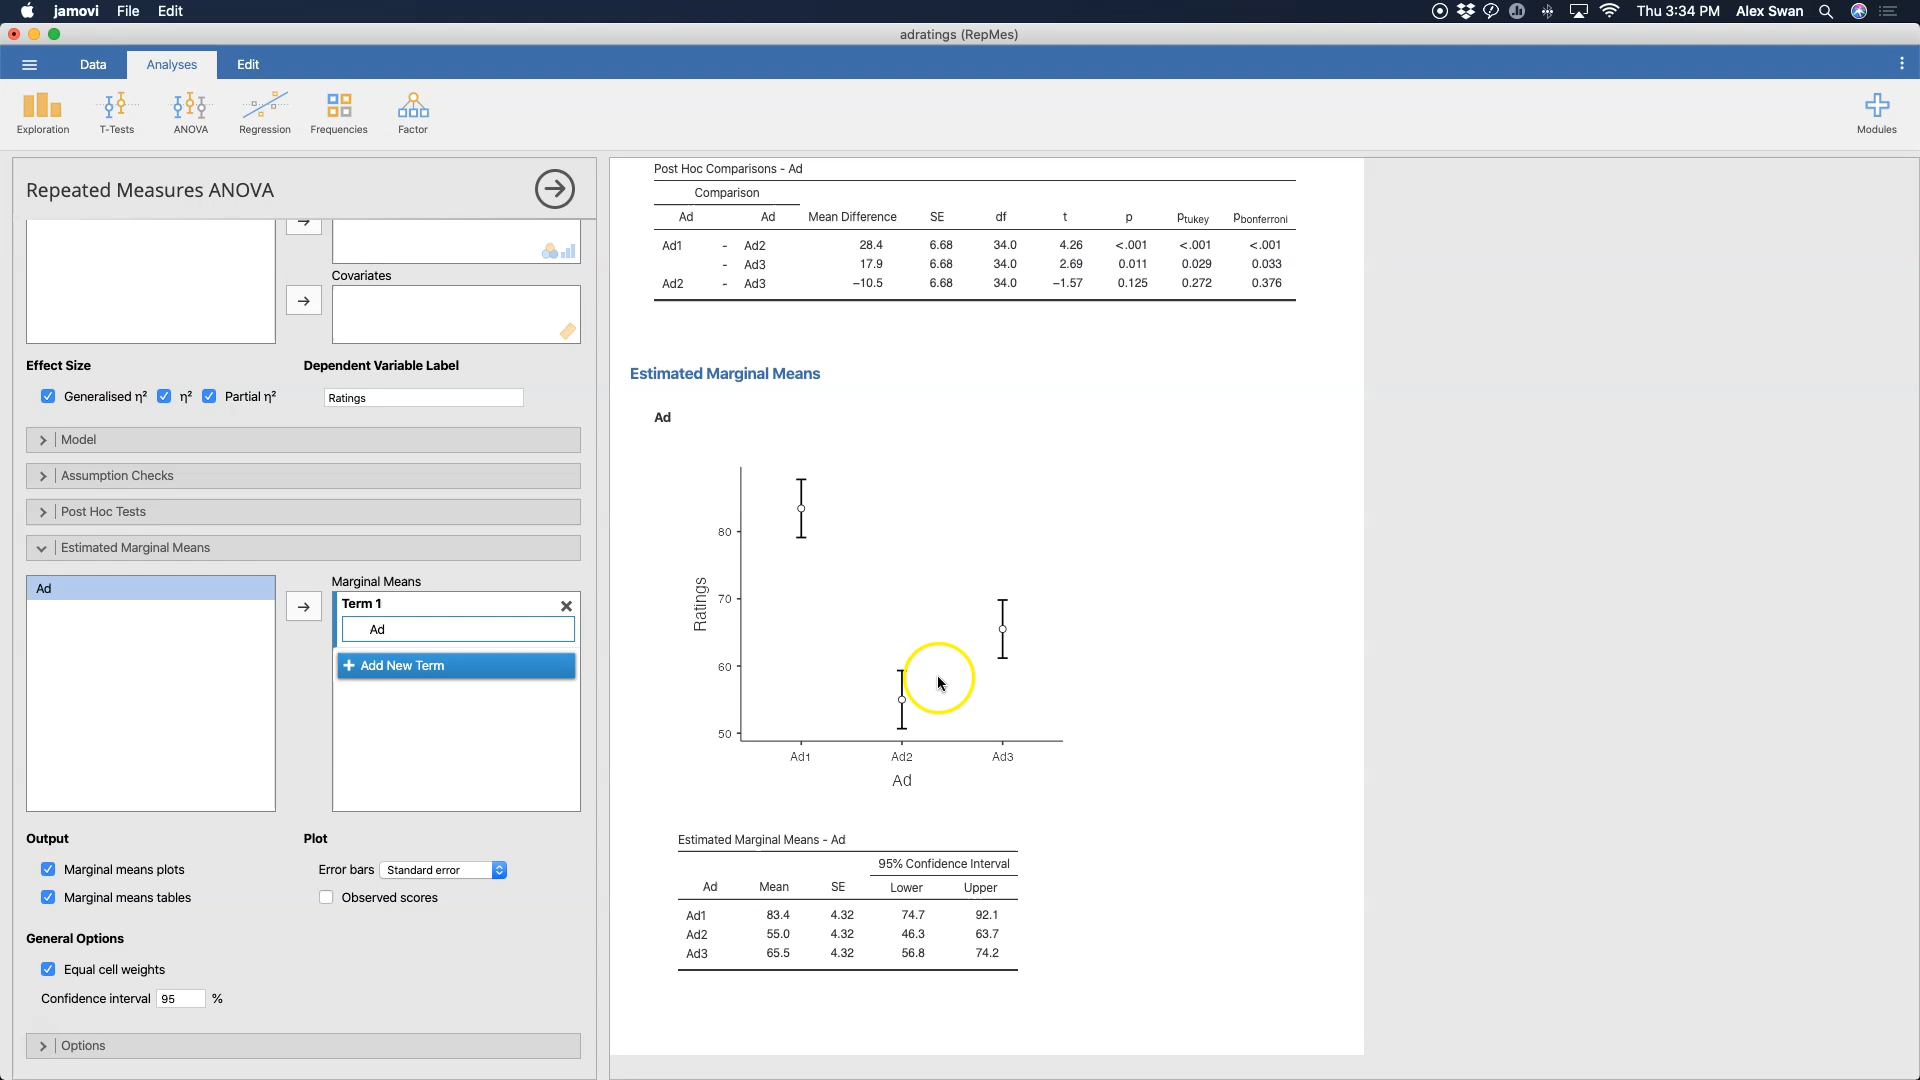 jamovi File Edit Thu 3:34 PM Alex Swan
adratings (RepMes)
Data Analyses Edit
Exploration T-Tests ANOVA Regression Frequencies Factor Modules
Repeated Measures ANOVA
Covariates
Effect Size Dependent Variable Label
Generalised η² η² Partial η² Ratings
Model
Assumption Checks
Post Hoc Tests
Estimated Marginal Means
Ad
Marginal Means
Term 1
Ad
+ Add New Term
Output Plot
Marginal means plots Error bars Standard error
Marginal means tables Observed scores
General Options
Equal cell weights
Confidence interval 95 %
Options
Post Hoc Comparisons - Ad
Comparison
Ad Ad Mean Difference SE df t p ptukey pbonferroni
Ad1 - Ad2 28.4 6.68 34.0 4.26 <.001 <.001 <.001
- Ad3 17.9 6.68 34.0 2.69 0.011 0.029 0.033
Ad2 - Ad3 −10.5 6.68 34.0 −1.57 0.125 0.272 0.376
Estimated Marginal Means
Ad
80
70
60
50
Ratings
Ad1 Ad2 Ad3
Ad
Estimated Marginal Means - Ad
95% Confidence Interval
Ad Mean SE Lower Upper
Ad1 83.4 4.32 74.7 92.1
Ad2 55.0 4.32 46.3 63.7
Ad3 65.5 4.32 56.8 74.2